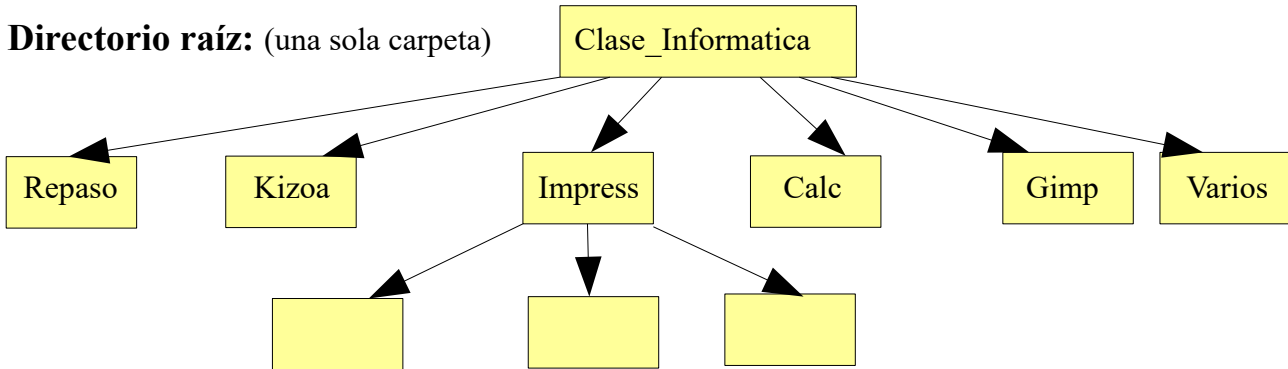 Directorio raíz: (una sola carpeta)
Clase_Informatica
Repaso
Kizoa
Impress
Calc
Gimp
Varios